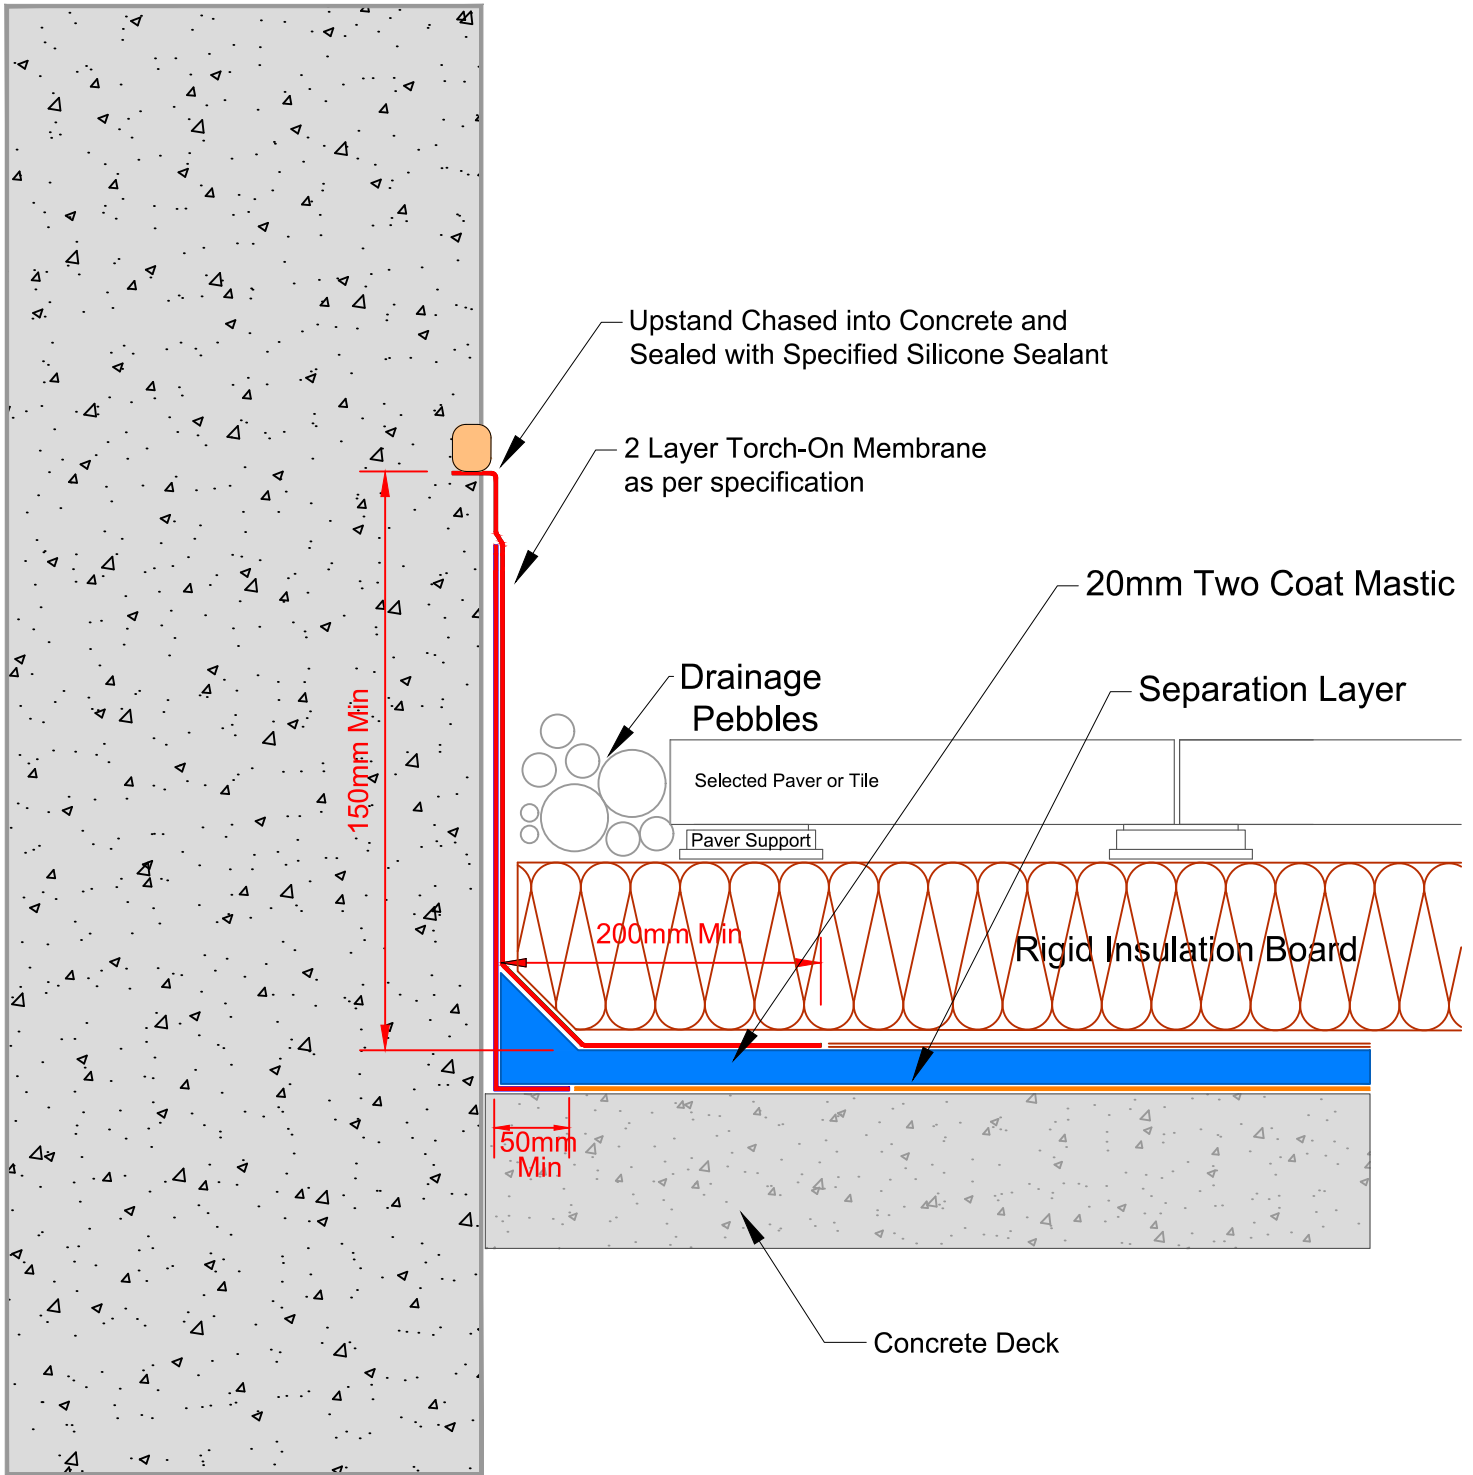 Upstand Chased into Concrete and
Sealed with Specified Silicone Sealant
2 Layer Torch-On Membrane
as per specification
20mm Two Coat Mastic
Separation Layer
Drainage
Pebbles
150mm Min
Selected Paver or Tile
Paver Support
200mm Min
Rigid Insulation Board
50mm
Min
Concrete Deck